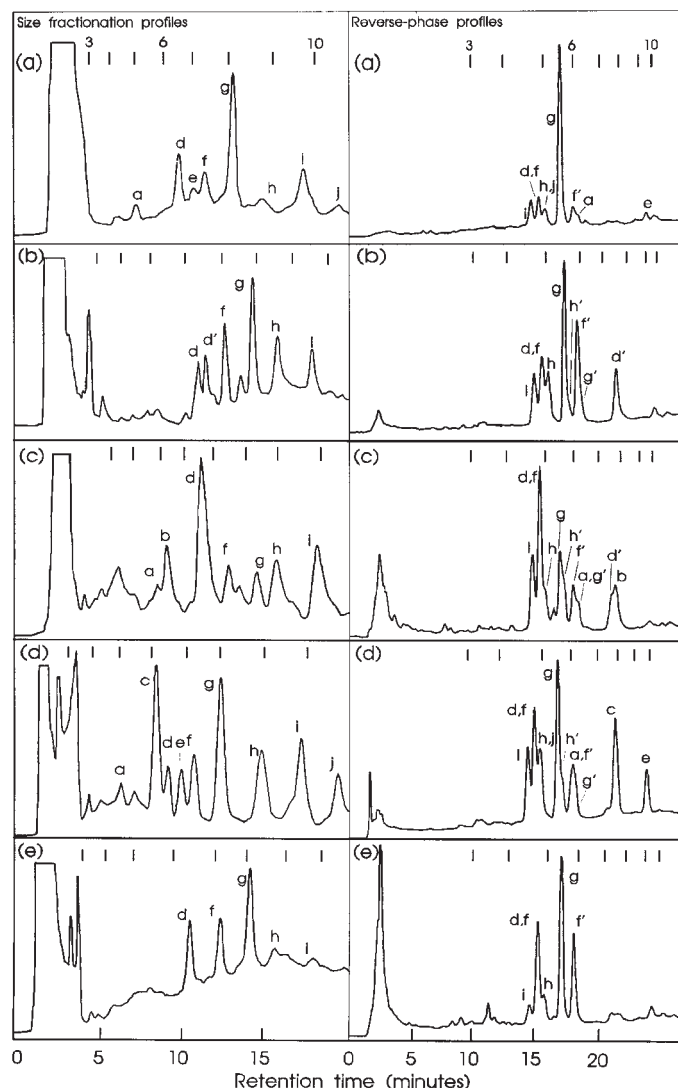 Size fractionation profiles
Reverse-phase profiles
3 6 10
3 6 10
(a)
a d e f g h i j
(a)
i d,f h,j g f' a e
(b)
d d' f g h i
(b)
i d,f h g h' f' g' d'
(c)
a b d f g h i
(c)
i d,f h g h' f' a,g' d' b
(d)
a c d e f g h i j
(d)
i d,f h,j g h' a,f' g' c e
(e)
d f g h i
(e)
i d,f h g f'
0 5 10 15 0 5 10 15 20
Retention time (minutes)